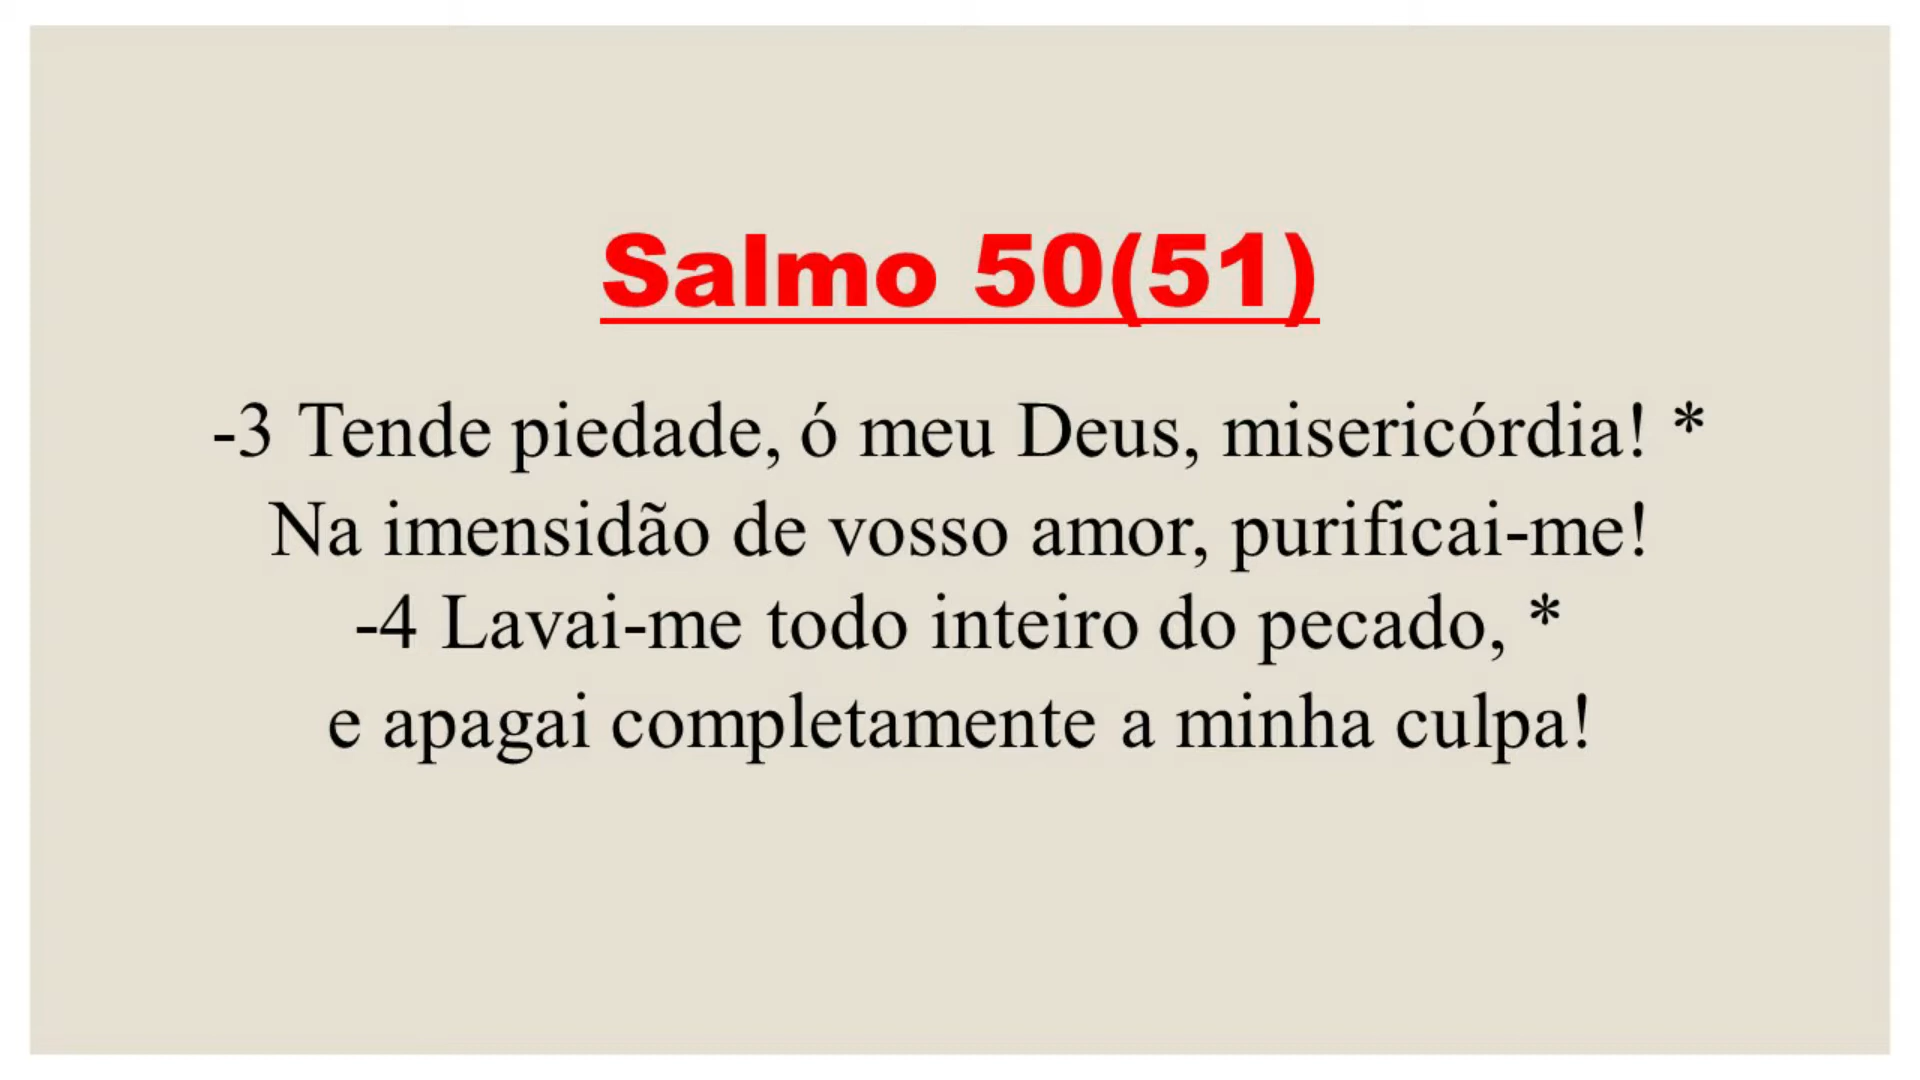 Salmo 50(51)
-3 Tende piedade, ó meu Deus, misericórdia! *
Na imensidão de vosso amor, purificai-me!
-4 Lavai-me todo inteiro do pecado, *
e apagai completamente a minha culpa!